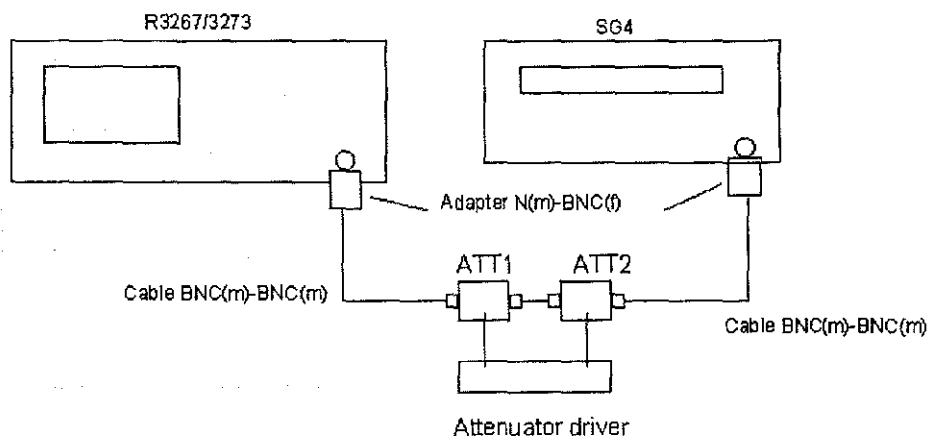 R3267/3273
SG4
Adapter N(m)-BNC(f)
ATT1
ATT2
Cable BNC(m)-BNC(m)
Cable BNC(m)-BNC(m)
Attenuator driver